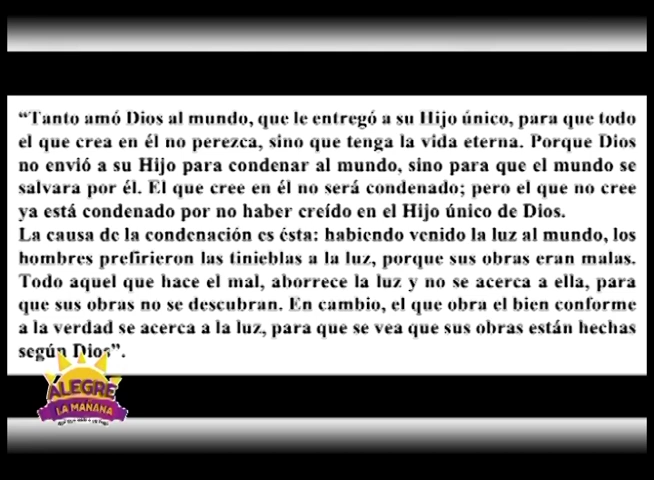 “Tanto amó Dios al mundo, que le entregó a su Hijo único, para que todo
el que crea en él no perezca, sino que tenga la vida eterna. Porque Dios
no envió a su Hijo para condenar al mundo, sino para que el mundo se
salvara por él. El que cree en él no será condenado; pero el que no cree
ya está condenado por no haber creído en el Hijo único de Dios.
La causa de la condenación es ésta: habiendo venido la luz al mundo, los
hombres prefirieron las tinieblas a la luz, porque sus obras eran malas.
Todo aquel que hace el mal, aborrece la luz y no se acerca a ella, para
que sus obras no se descubran. En cambio, el que obra el bien conforme
a la verdad se acerca a la luz, para que se vea que sus obras están hechas
según Dios”.
ALEGRE
LA MAÑANA